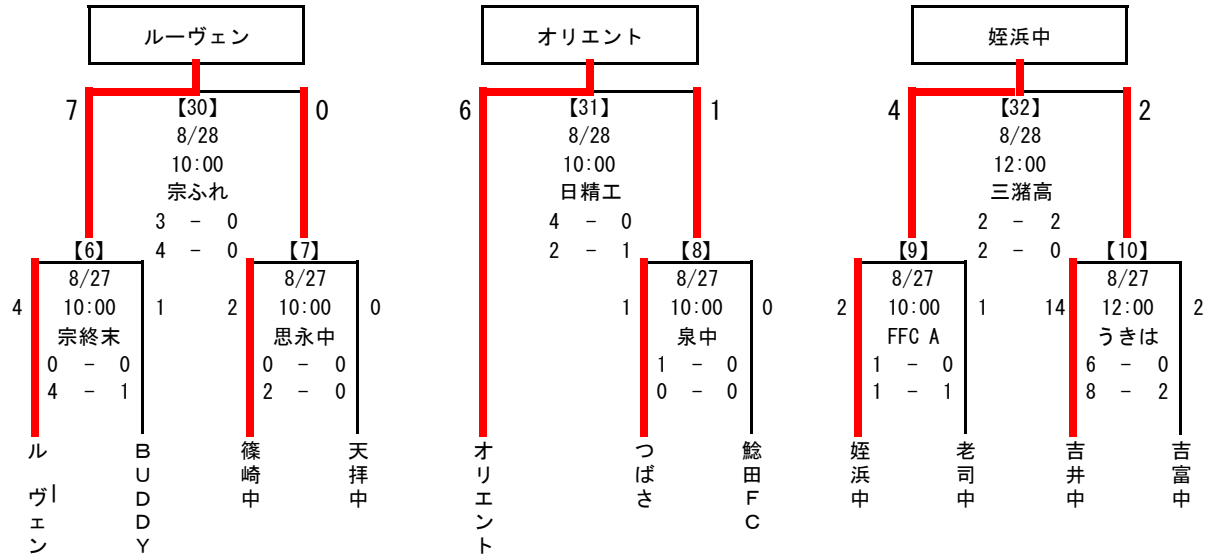 ルーヴェン オリエント 姪浜中
7 【30】 0 6 【31】 1 4 【32】 2
8/28 8/28 8/28
10:00 10:00 12:00
宗ふれ 日精工 三潴高
3 － 0 4 － 0 2 － 2
【6】 4 － 0 【7】 2 － 1 【8】 【9】 2 － 0 【10】
8/27 8/27 8/27 8/27 8/27
4 10:00 1 2 10:00 0 1 10:00 0 2 10:00 1 14 12:00 2
宗終末 思永中 泉中 FFC A うきは
0 － 0 0 － 0 1 － 0 1 － 0 6 － 0
4 － 1 2 － 0 0 － 0 1 － 1 8 － 2
ルーヴェン
ＢＵＤＤＹ
篠崎中
天拝中
オリエント
つばさ
鯰田ＦＣ
姪浜中
老司中
吉井中
吉富中